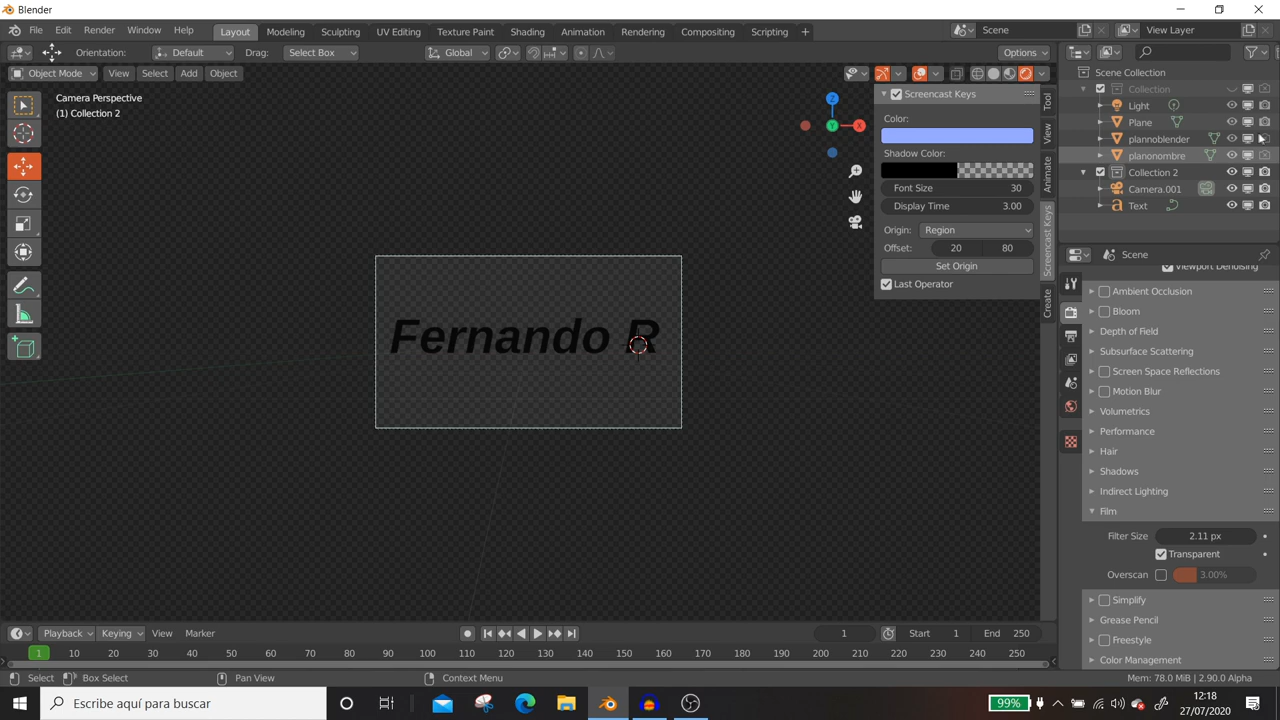 Blender
File Edit Render Window Help
Layout Modeling Sculpting UV Editing Texture Paint Shading Animation Rendering Compositing Scripting +
Scene
View Layer
Orientation: Default Drag: Select Box
Global
Options
Object Mode View Select Add Object
Camera Perspective
(1) Collection 2
Z
Y
X
Screencast Keys
Color:
Shadow Color:
Font Size 30
Display Time 3.00
Origin: Region
Offset: 20 80
Set Origin
Last Operator
Tool
View
Animate
Screencast Keys
Create
Fernando R
Scene Collection
Collection
Light
Plane
plannoblender
planonombre
Collection 2
Camera.001
Text
Scene
Viewport Denoising
Ambient Occlusion
Bloom
Depth of Field
Subsurface Scattering
Screen Space Reflections
Motion Blur
Volumetrics
Performance
Hair
Shadows
Indirect Lighting
Film
Filter Size 2.11 px
Transparent
Overscan 3.00%
Simplify
Grease Pencil
Freestyle
Color Management
Playback Keying View Marker
1 Start 1 End 250
1 10 20 30 40 50 60 70 80 90 100 110 120 130 140 150 160 170 180 190 200 210 220 230 240 250
Select Box Select Pan View Context Menu
Mem: 78.0 MiB | 2.90.0 Alpha
Escribe aquí para buscar
99%
12:18
27/07/2020